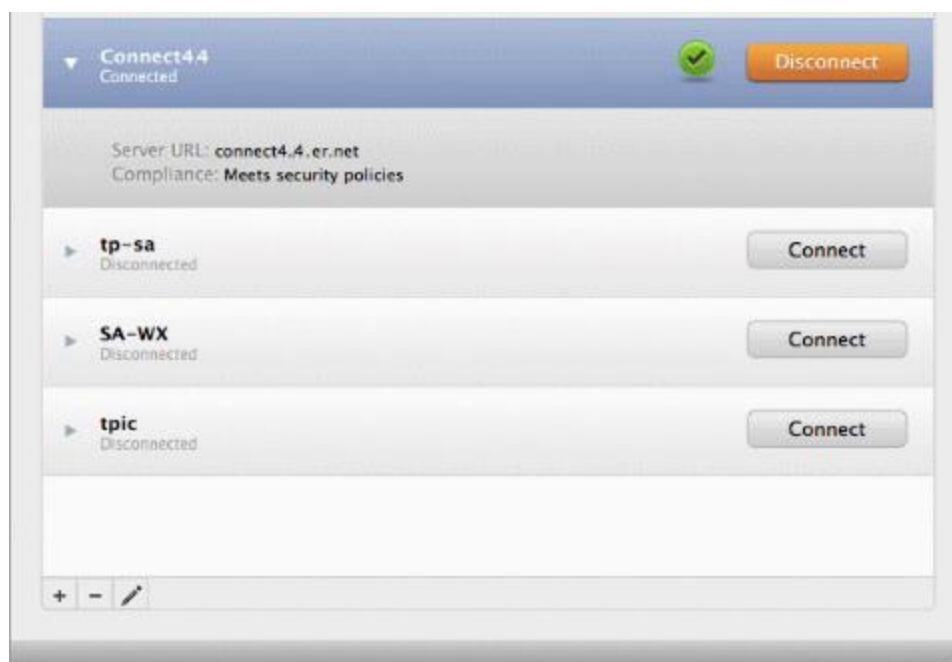 Connect4.4
Connected
Disconnect
Server URL: connect4.4.er.net
Compliance: Meets security policies
tp-sa
Disconnected
Connect
SA-WX
Disconnected
Connect
tpic
Disconnected
Connect